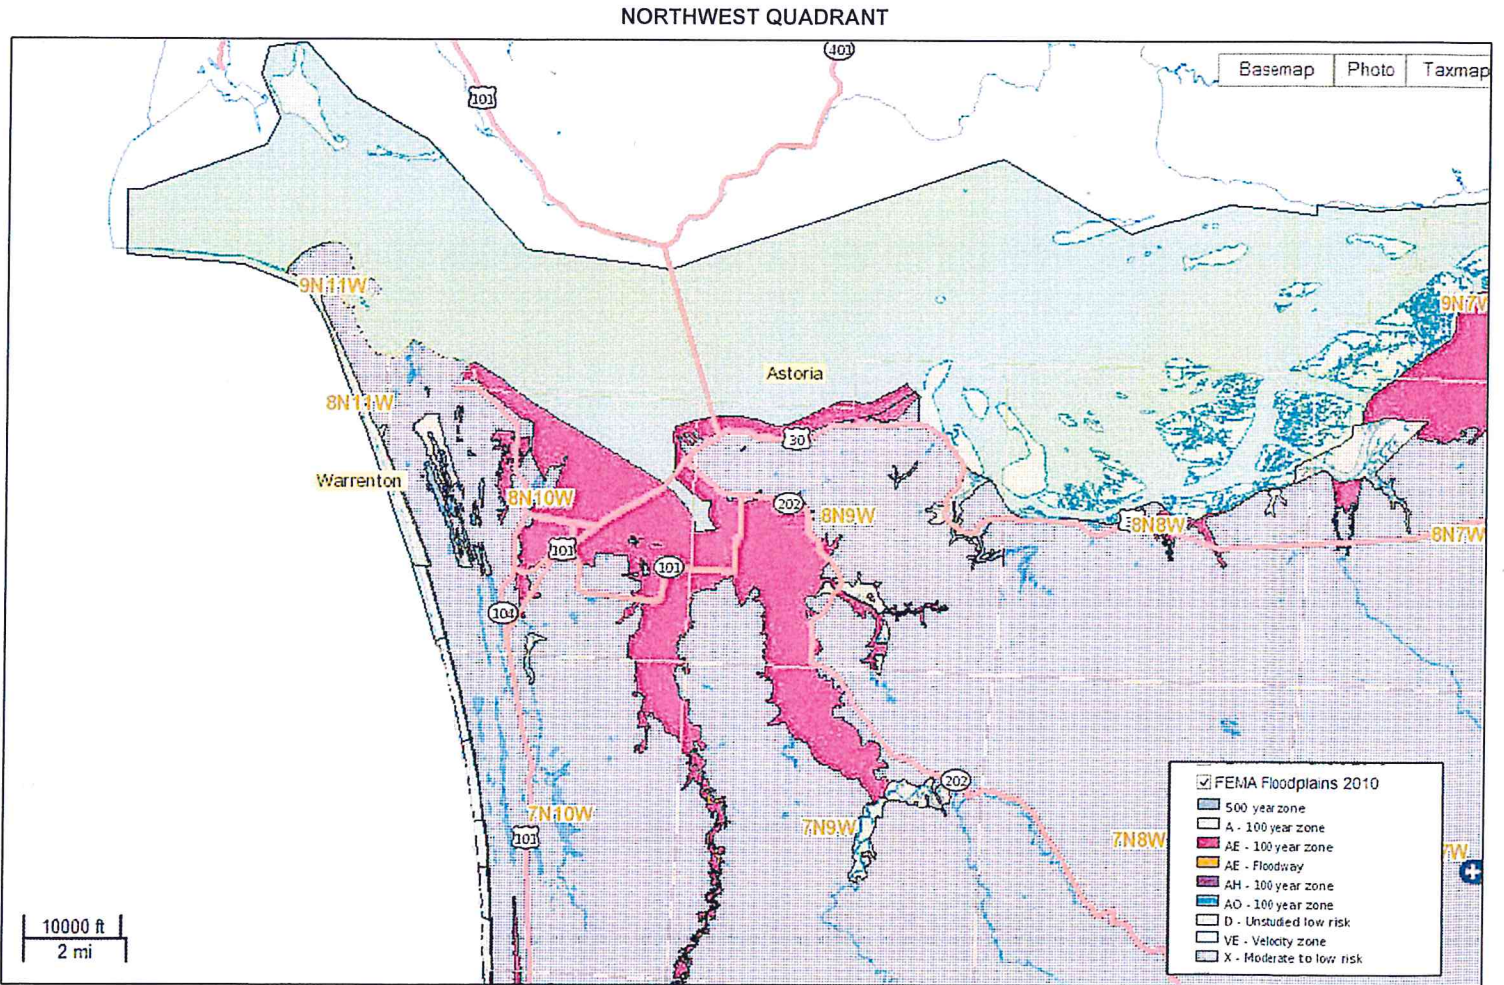 NORTHWEST QUADRANT
401
Basemap Photo Taxmap
101
9N11W
9N7W
Astoria
8N11W
30
Warrenton
8N10W
202
8N9W
8N8W
8N7W
101
101
104
202
7N10W
7N9W
7N8W
7W
101
FEMA Floodplains 2010
500 year zone
A - 100 year zone
AE - 100 year zone
AE - Floodway
AH - 100 year zone
AO - 100 year zone
D - Unstudied low risk
VE - Velocity zone
X - Moderate to low risk
10000 ft
2 mi